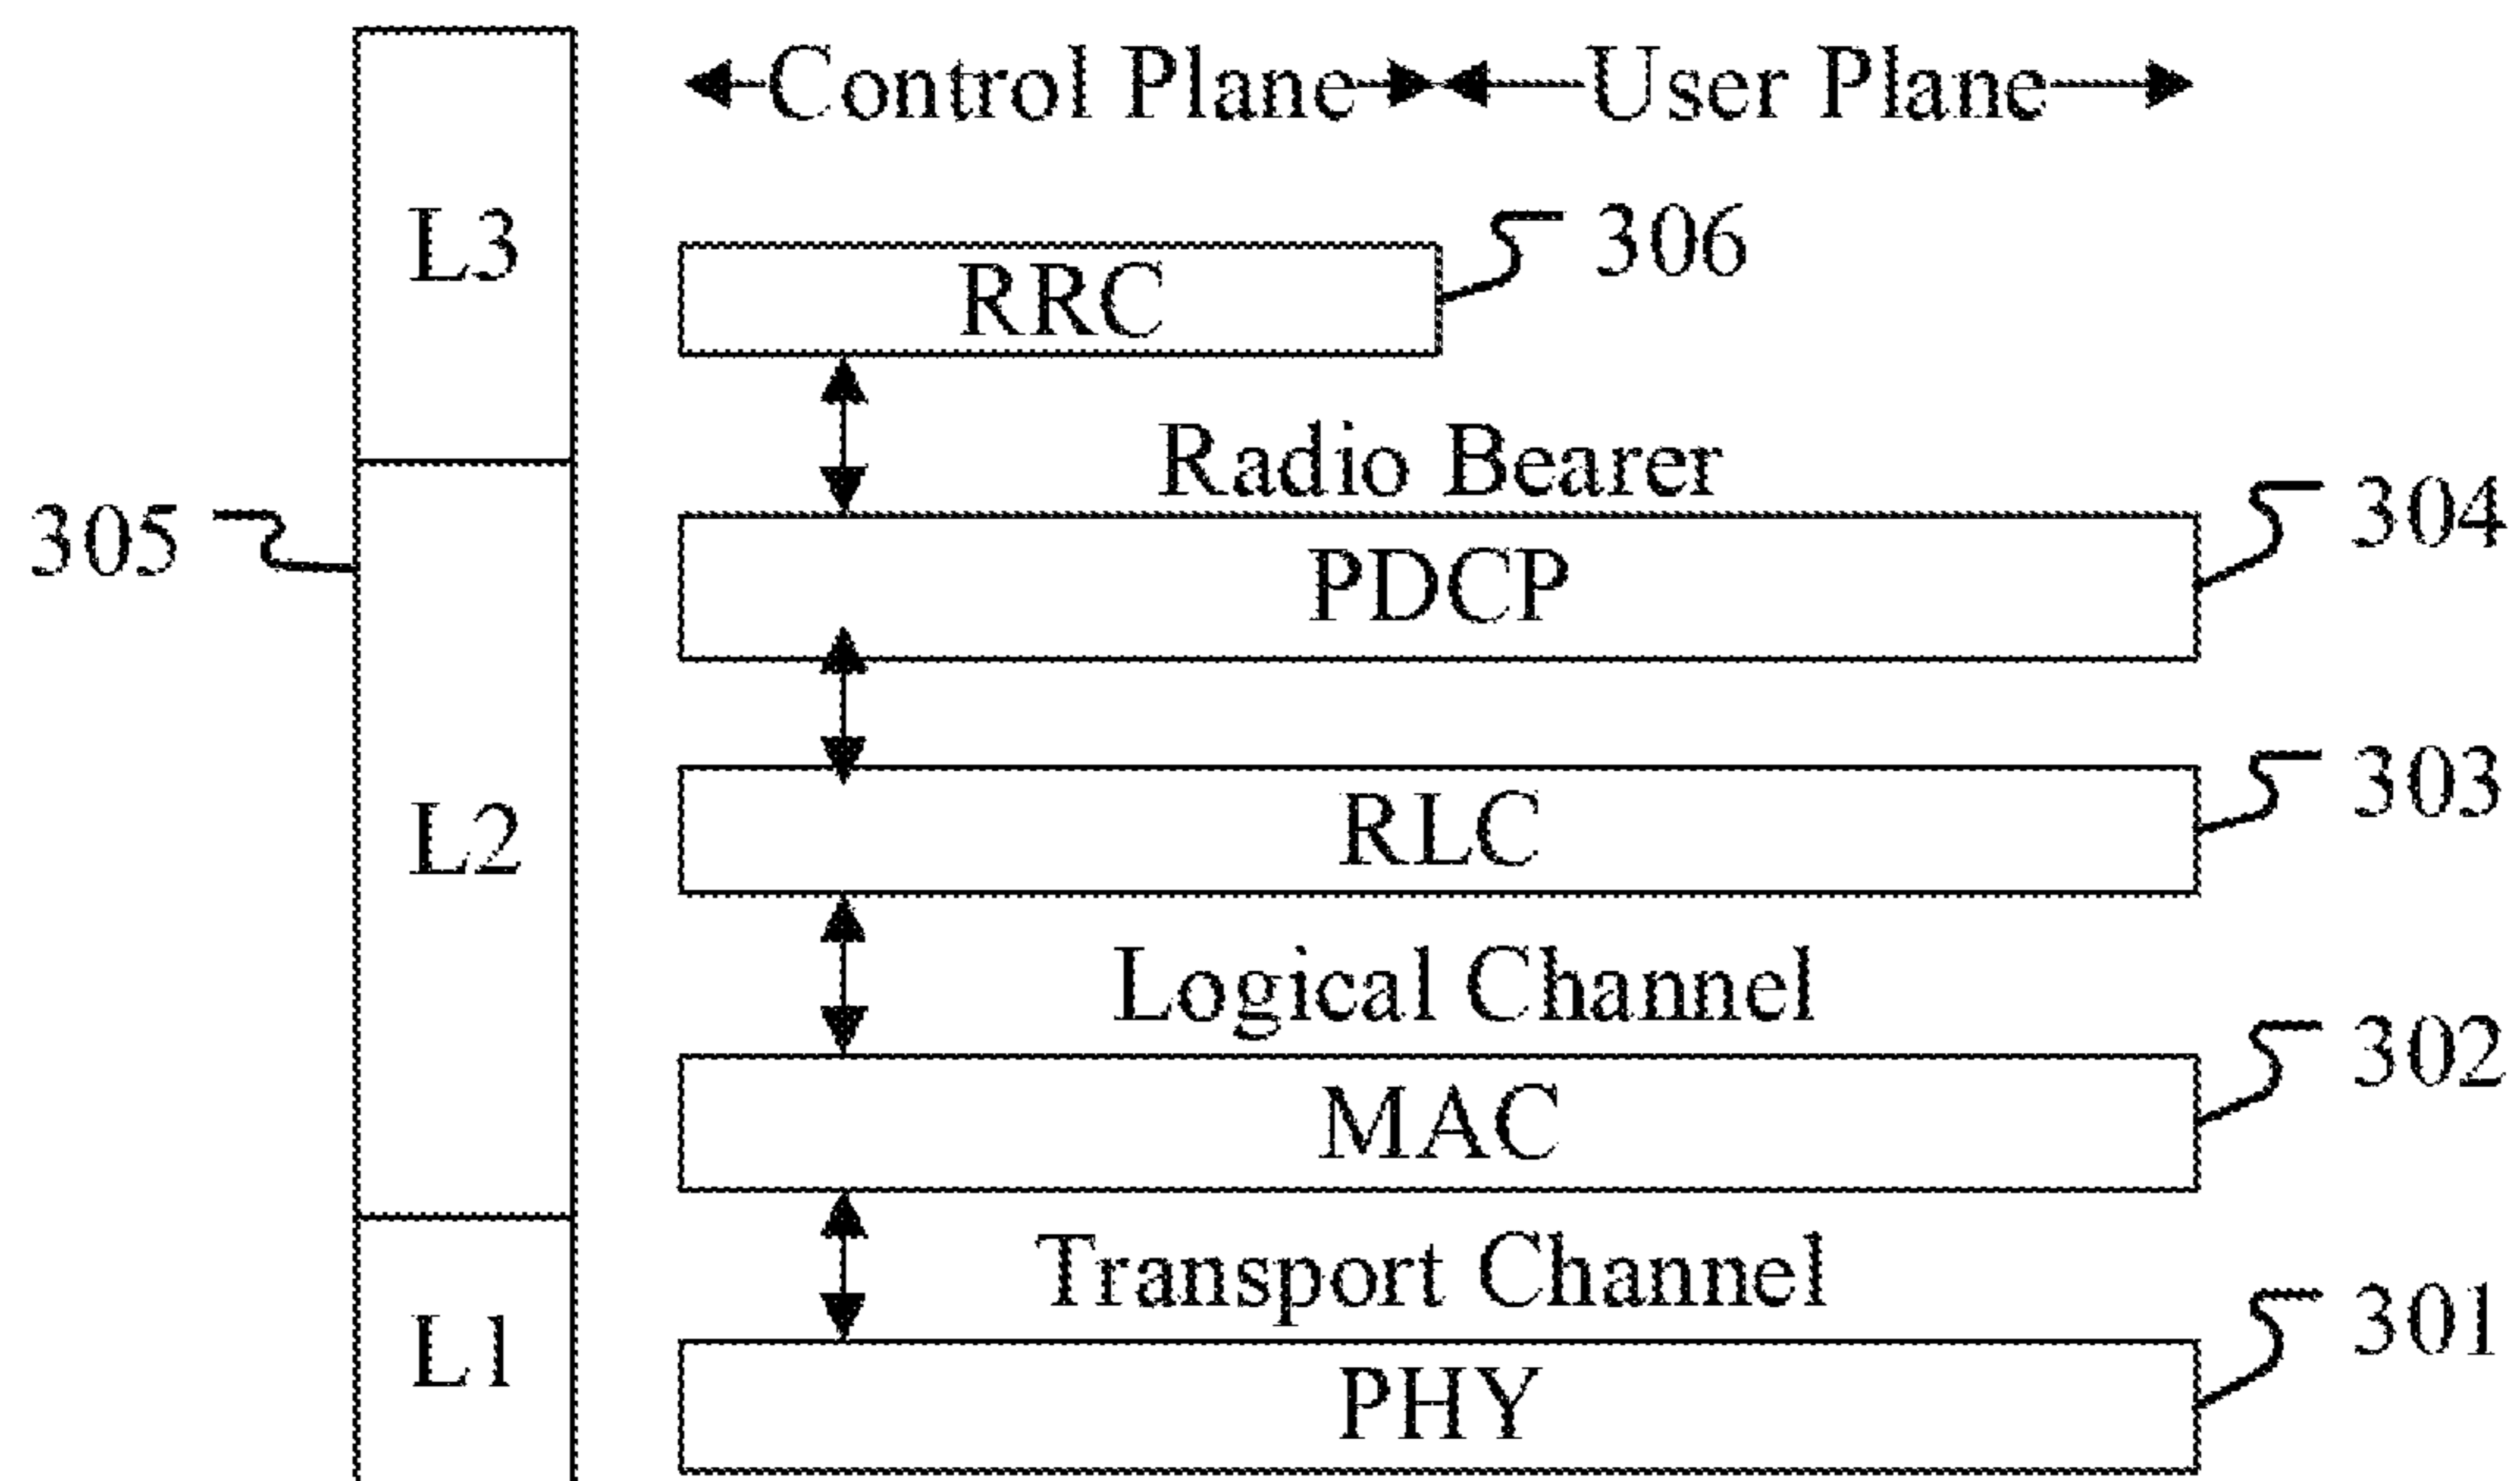 Control Plane User Plane
L3
RRC
306
Radio Bearer
305
PDCP
304
L2
RLC
303
Logical Channel
MAC
302
Transport Channel
L1
PHY
301